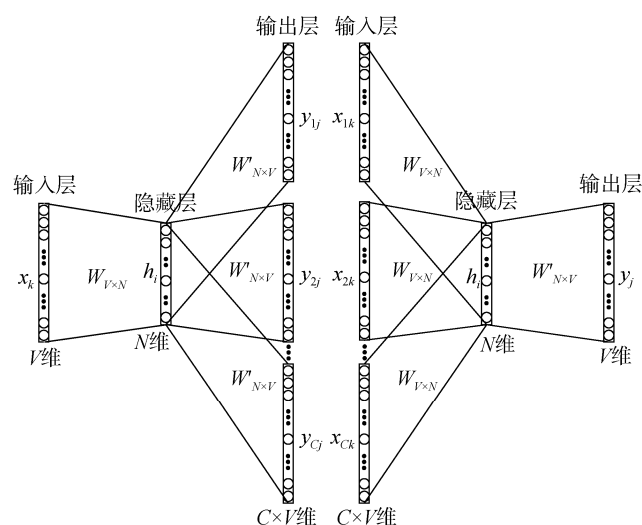 输出层 输入层
y1j x1k
W'N×V WV×N
输入层 隐藏层 隐藏层 输出层
xk WV×N hi W'N×V y2j x2k WV×N hi W'N×V yj
V维 N维 N维 V维
W'N×V WV×N
yCj xCk
C×V维 C×V维